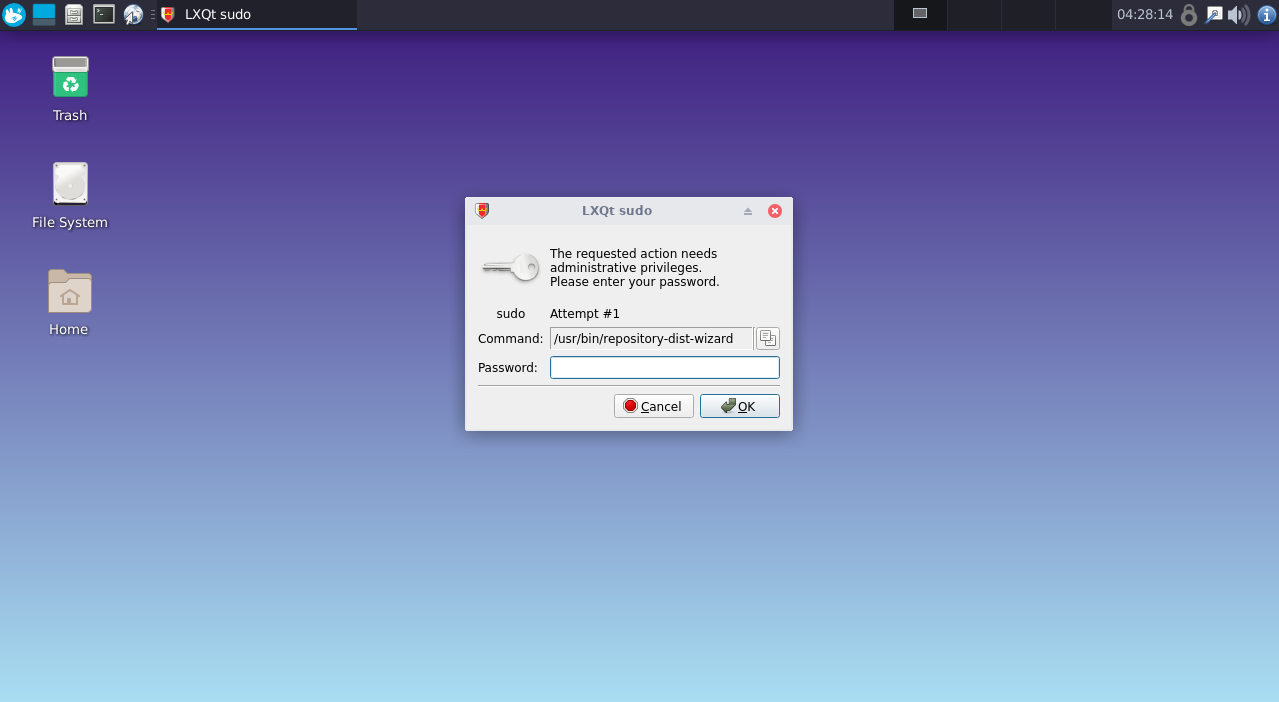 LXQt sudo
04:28:14
Trash
File System
Home
LXQt sudo
The requested action needs
administrative privileges.
Please enter your password.
sudo Attempt #1
Command: /usr/bin/repository-dist-wizard
Password:
Cancel OK